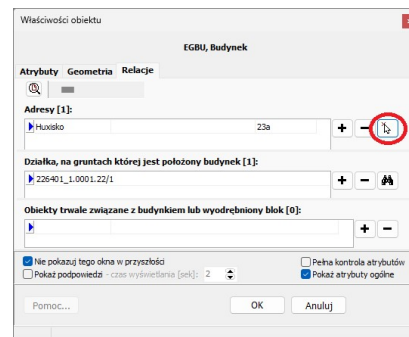 Właściwości obiektu
EGBU, Budynek
Atrybuty Geometria Relacje
Adresy [1]:
Huxisko 23a
Działka, na gruntach której jest położony budynek [1]:
226401_1.0001.22/1
Obiekty trwale związane z budynkiem lub wyodrębniony blok [0]:
Nie pokazuj tego okna w przyszłości
Pełna kontrola atrybutów
Pokaż podpowiedzi - czas wyświetlania [sek]: 2
Pokaż atrybuty ogólne
Pomoc... OK Anuluj